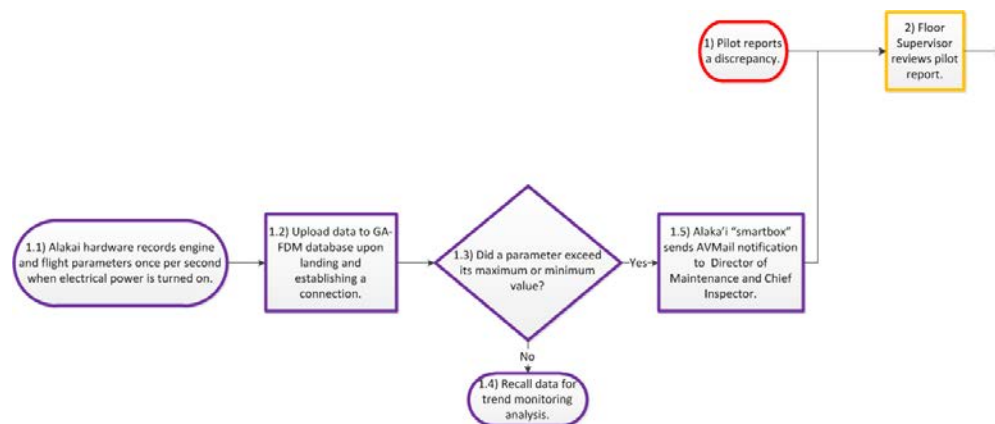 1) Pilot reports
a discrepancy.
2) Floor
Supervisor
reviews pilot
report.
1.1) Alakai hardware records engine
and flight parameters once per second
when electrical power is turned on.
1.2) Upload data to GA-
FDM database upon
landing and
establishing a
connection.
1.3) Did a parameter exceed
its maximum or minimum
value?
Yes
1.5) Alaka’i “smartbox”
sends AVMail notification
to Director of
Maintenance and Chief
Inspector.
No
1.4) Recall data for
trend monitoring
analysis.